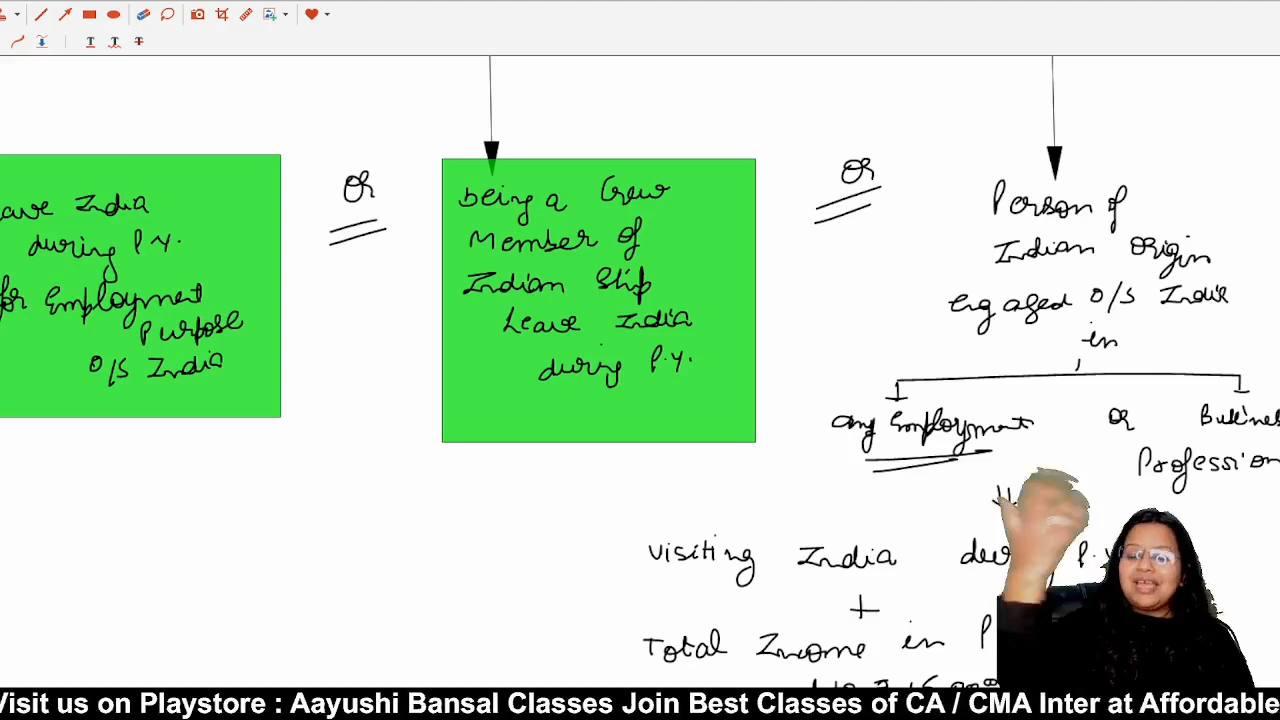 ave India
during P.Y.
for Employment
Purpose
O/S India
OR
being a Crew
Member of
Indian Ship
Leave India
during P.Y.
OR
Person of
Indian Origin
engaged O/S India
in
any Employment
OR
Profession
visiting India
+
Total Income in P
Visit us on Playstore : Aayushi Bansal Classes Join Best Classes of CA / CMA Inter at Affordable